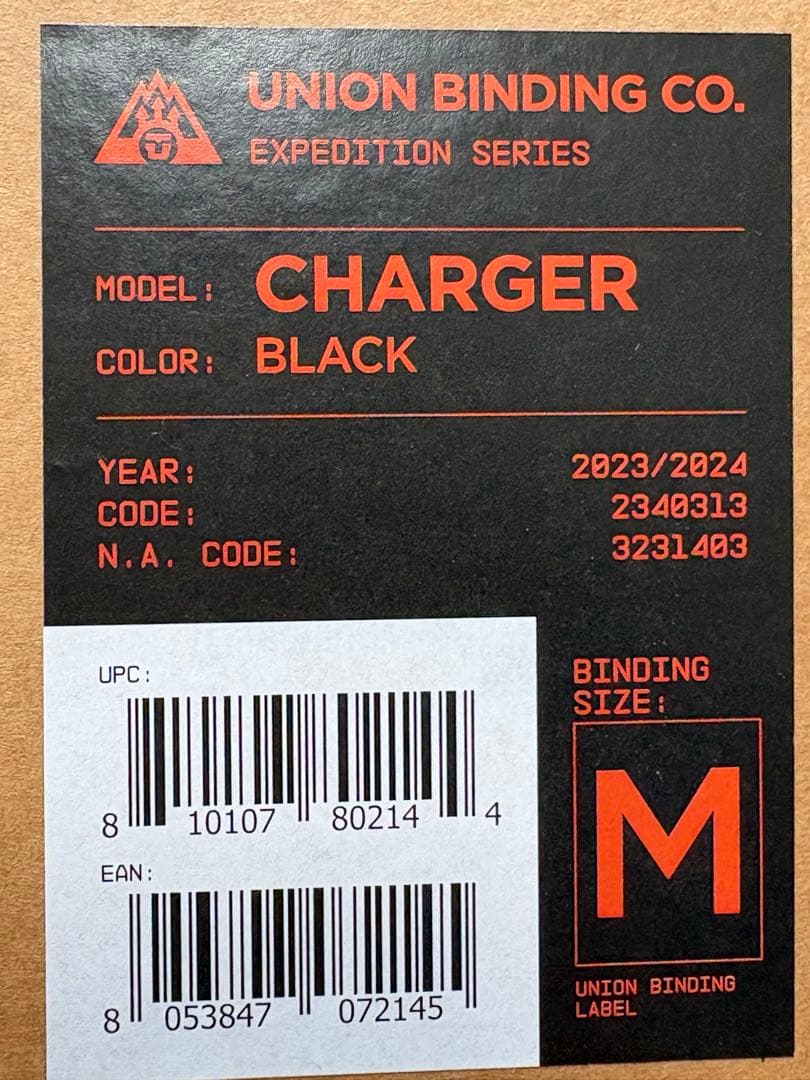 UNION BINDING CO.
EXPEDITION SERIES
MODEL: CHARGER
COLOR: BLACK
YEAR: 2023/2024
CODE: 2340313
N.A. CODE: 3231403
UPC:
8 10107 80214 4
EAN:
8 053847 072145
BINDING
SIZE:
M
UNION BINDING
LABEL